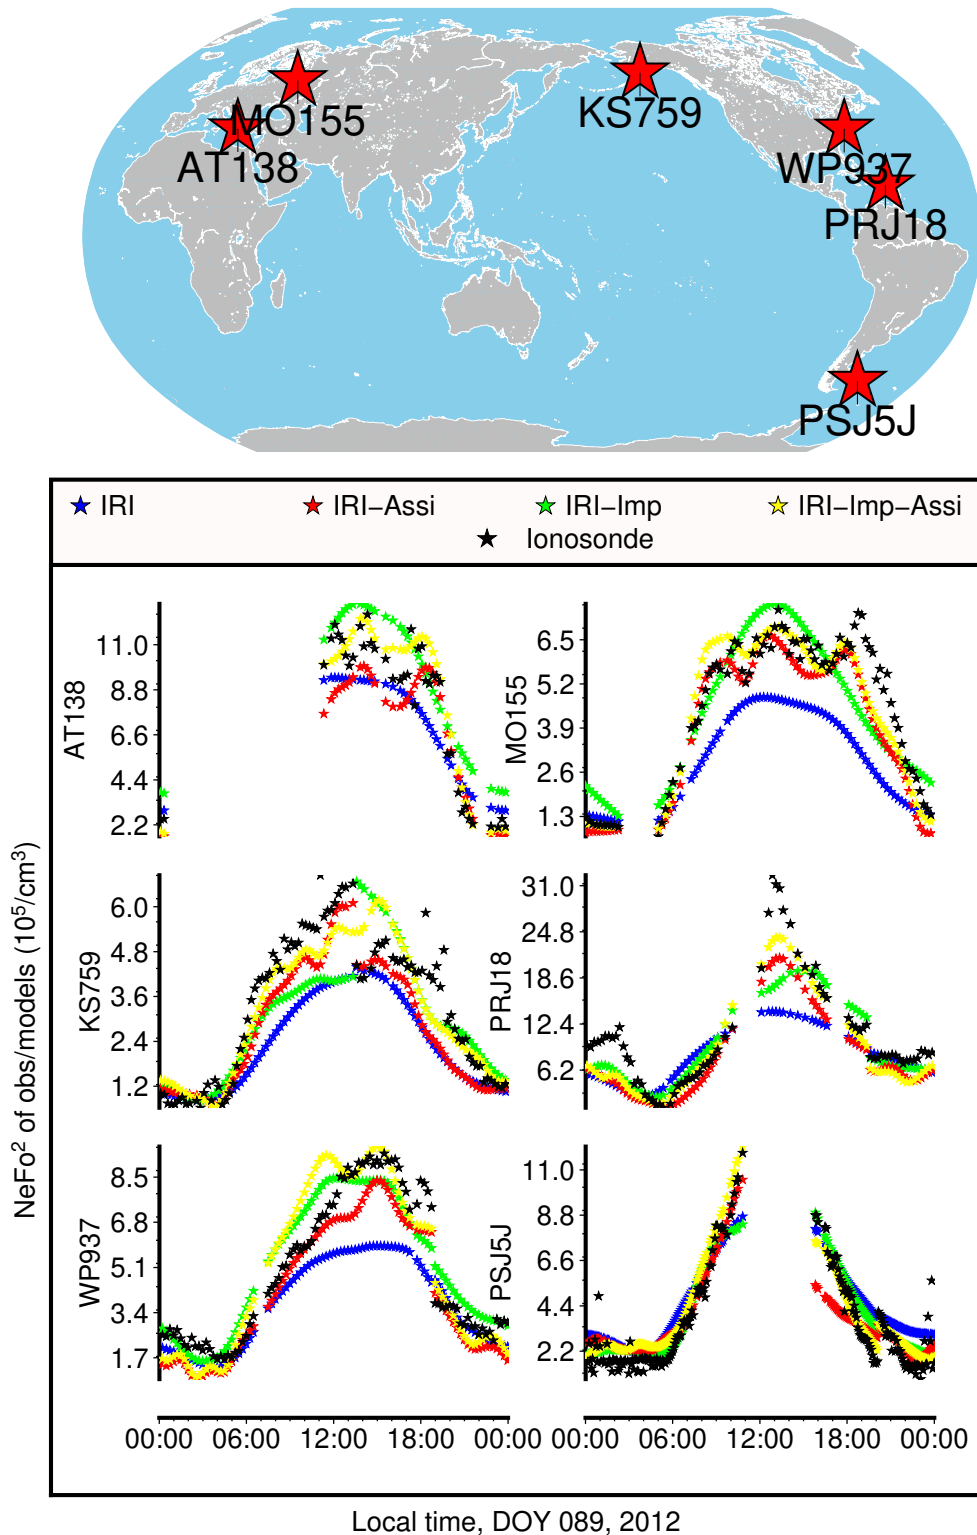 MO155
KS759
AT138
WP937
PRJ18
PSJ5J
IRI IRI−Assi IRI−Imp IRI−Imp−Assi
Ionosonde
NeFo² of obs/models (10⁵/cm³)
AT138
11.0
8.8
6.6
4.4
2.2
MO155
6.5
5.2
3.9
2.6
1.3
KS759
6.0
4.8
3.6
2.4
1.2
PRJ18
31.0
24.8
18.6
12.4
6.2
WP937
8.5
6.8
5.1
3.4
1.7
PSJ5J
11.0
8.8
6.6
4.4
2.2
00:00 06:00 12:00 18:00 00:00 00:00 06:00 12:00 18:00 00:00
Local time, DOY 089, 2012